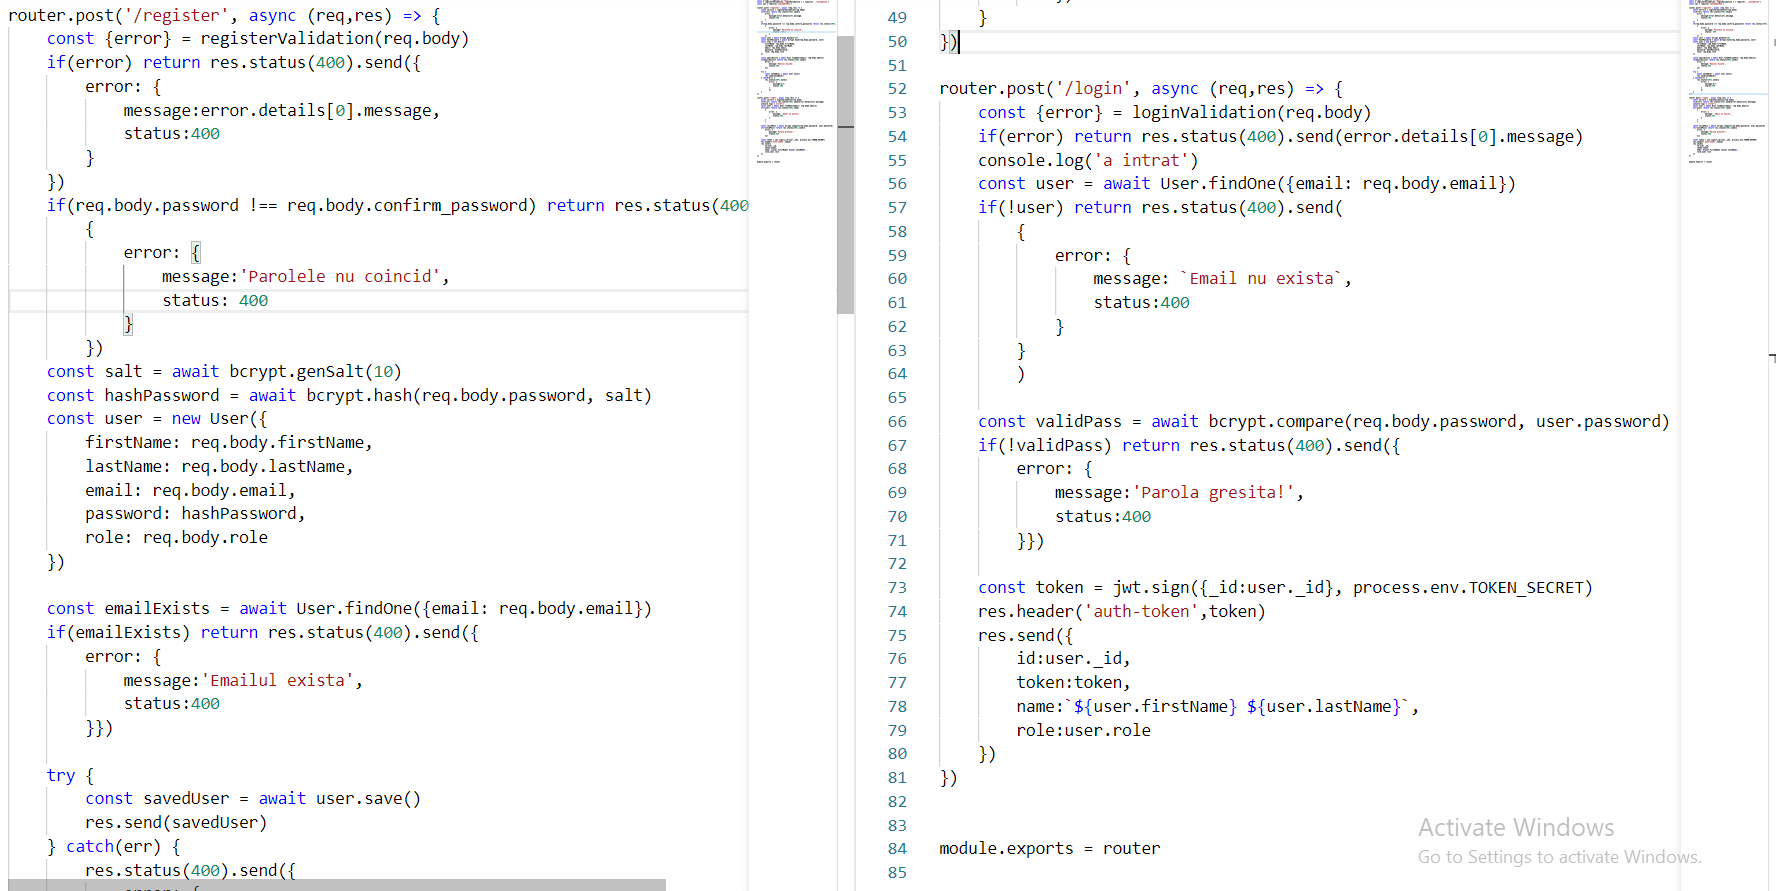 router.post('/register', async (req,res) => {
    const {error} = registerValidation(req.body)
    if(error) return res.status(400).send({
        error: {
            message:error.details[0].message,
            status:400
        }
    })
    if(req.body.password !== req.body.confirm_password) return res.status(400
        {
            error: {
                message:'Parolele nu coincid',
                status: 400
            }
        })
    const salt = await bcrypt.genSalt(10)
    const hashPassword = await bcrypt.hash(req.body.password, salt)
    const user = new User({
        firstName: req.body.firstName,
        lastName: req.body.lastName,
        email: req.body.email,
        password: hashPassword,
        role: req.body.role
    })
    const emailExists = await User.findOne({email: req.body.email})
    if(emailExists) return res.status(400).send({
        error: {
            message:'Emailul exista',
            status:400
        }})
    try {
        const savedUser = await user.save()
        res.send(savedUser)
    } catch(err) {
        res.status(400).send({
49     }
50 })
51
52 router.post('/login', async (req,res) => {
53     const {error} = loginValidation(req.body)
54     if(error) return res.status(400).send(error.details[0].message)
55     console.log('a intrat')
56     const user = await User.findOne({email: req.body.email})
57     if(!user) return res.status(400).send(
58         {
59             error: {
60                 message: `Email nu exista`,
61                 status:400
62             }
63         }
64         )
65
66     const validPass = await bcrypt.compare(req.body.password, user.password)
67     if(!validPass) return res.status(400).send({
68         error: {
69             message:'Parola gresita!',
70             status:400
71         }})
72
73     const token = jwt.sign({_id:user._id}, process.env.TOKEN_SECRET)
74     res.header('auth-token',token)
75     res.send({
76         id:user._id,
77         token:token,
78         name:`${user.firstName} ${user.lastName}`,
79         role:user.role
80     })
81 })
82
83
84 module.exports = router
85
Activate Windows
Go to Settings to activate Windows.